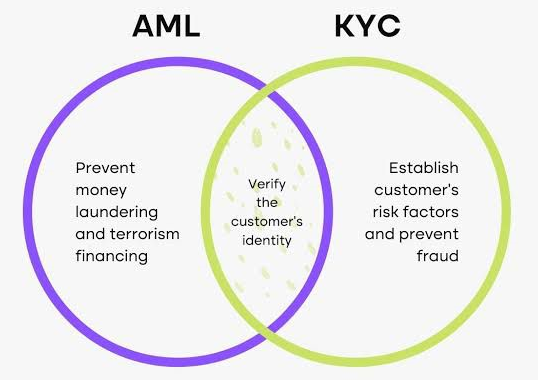 AML
KYC
Prevent
money
laundering
and terrorism
financing
Verify
the
customer's
identity
Establish
customer's
risk factors
and prevent
fraud